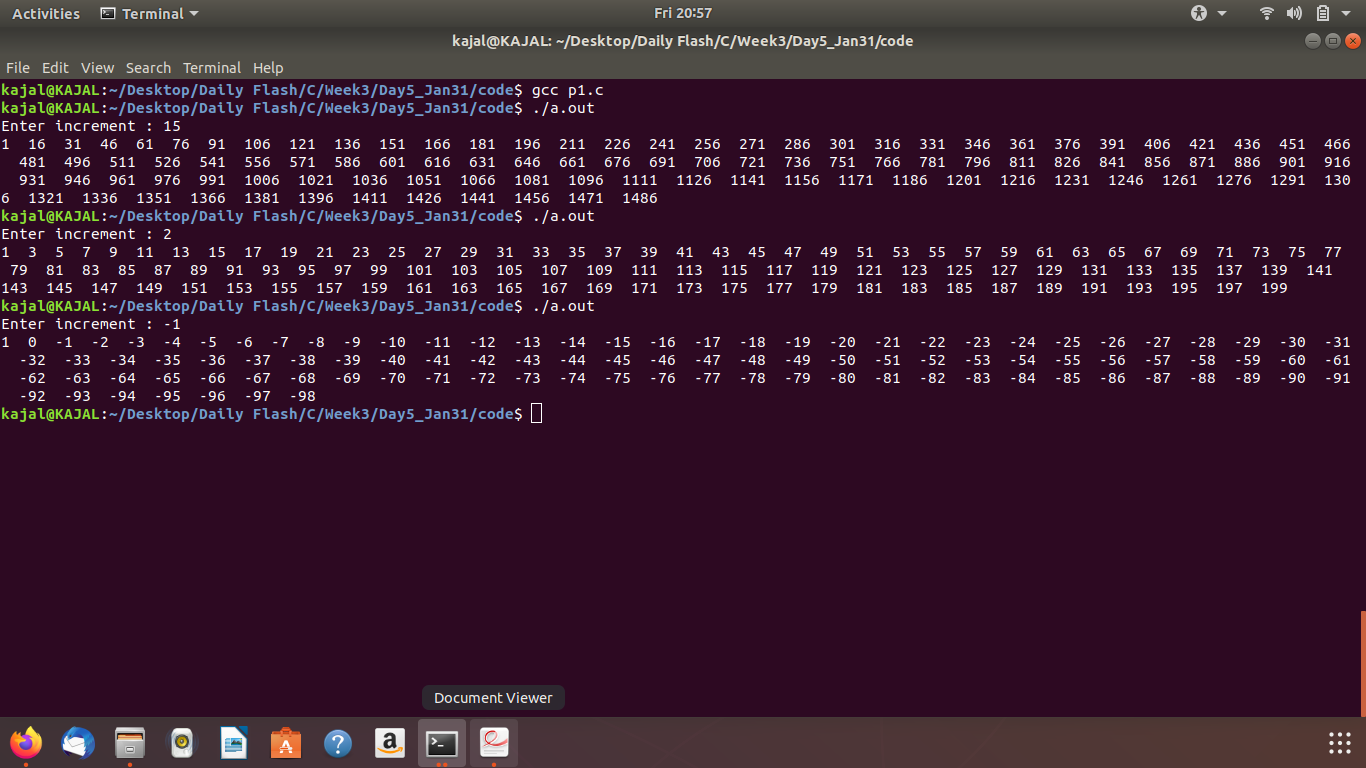 Activities Terminal Fri 20:57
kajal@KAJAL: ~/Desktop/Daily Flash/C/Week3/Day5_Jan31/code
File Edit View Search Terminal Help
kajal@KAJAL:~/Desktop/Daily Flash/C/Week3/Day5_Jan31/code$ gcc p1.c
kajal@KAJAL:~/Desktop/Daily Flash/C/Week3/Day5_Jan31/code$ ./a.out
Enter increment : 15
1 16 31 46 61 76 91 106 121 136 151 166 181 196 211 226 241 256 271 286 301 316 331 346 361 376 391 406 421 436 451 466
481 496 511 526 541 556 571 586 601 616 631 646 661 676 691 706 721 736 751 766 781 796 811 826 841 856 871 886 901 916
931 946 961 976 991 1006 1021 1036 1051 1066 1081 1096 1111 1126 1141 1156 1171 1186 1201 1216 1231 1246 1261 1276 1291 130
6 1321 1336 1351 1366 1381 1396 1411 1426 1441 1456 1471 1486
kajal@KAJAL:~/Desktop/Daily Flash/C/Week3/Day5_Jan31/code$ ./a.out
Enter increment : 2
1 3 5 7 9 11 13 15 17 19 21 23 25 27 29 31 33 35 37 39 41 43 45 47 49 51 53 55 57 59 61 63 65 67 69 71 73 75 77
79 81 83 85 87 89 91 93 95 97 99 101 103 105 107 109 111 113 115 117 119 121 123 125 127 129 131 133 135 137 139 141
143 145 147 149 151 153 155 157 159 161 163 165 167 169 171 173 175 177 179 181 183 185 187 189 191 193 195 197 199
kajal@KAJAL:~/Desktop/Daily Flash/C/Week3/Day5_Jan31/code$ ./a.out
Enter increment : -1
1 0 -1 -2 -3 -4 -5 -6 -7 -8 -9 -10 -11 -12 -13 -14 -15 -16 -17 -18 -19 -20 -21 -22 -23 -24 -25 -26 -27 -28 -29 -30 -31
-32 -33 -34 -35 -36 -37 -38 -39 -40 -41 -42 -43 -44 -45 -46 -47 -48 -49 -50 -51 -52 -53 -54 -55 -56 -57 -58 -59 -60 -61
-62 -63 -64 -65 -66 -67 -68 -69 -70 -71 -72 -73 -74 -75 -76 -77 -78 -79 -80 -81 -82 -83 -84 -85 -86 -87 -88 -89 -90 -91
-92 -93 -94 -95 -96 -97 -98
kajal@KAJAL:~/Desktop/Daily Flash/C/Week3/Day5_Jan31/code$
Document Viewer